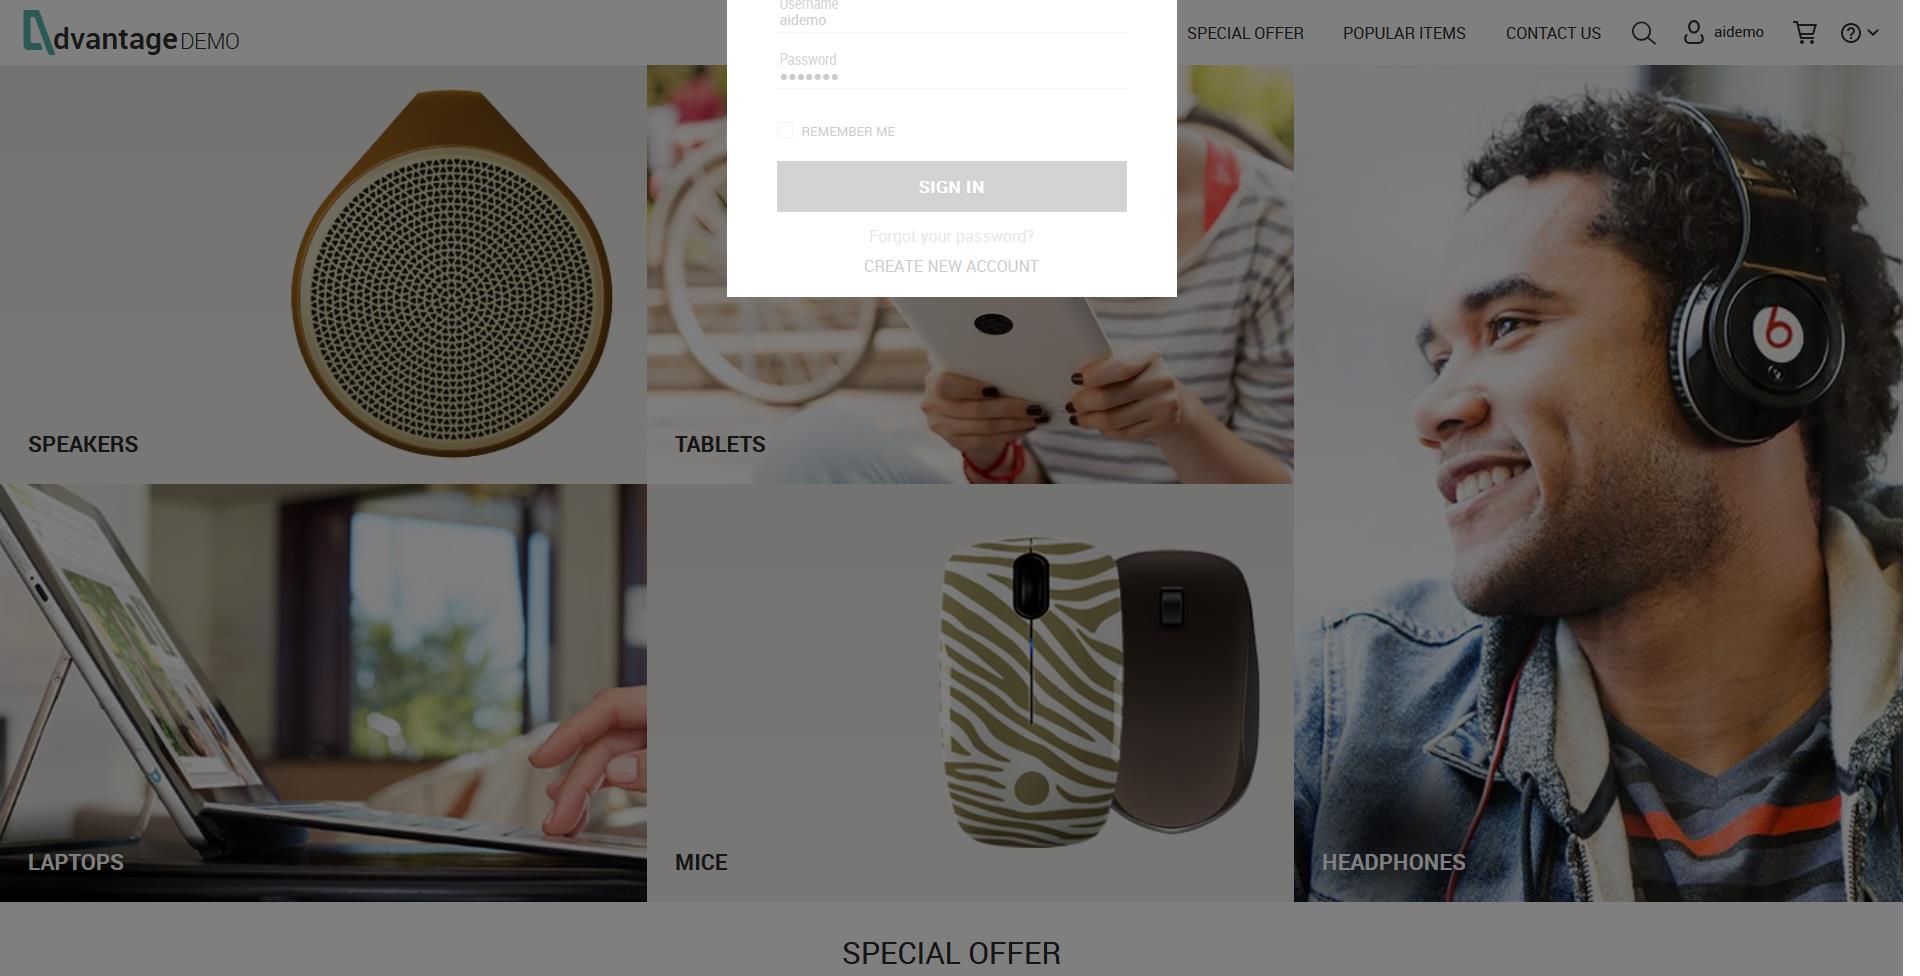 Username
aidemo
dvantage DEMO
SPECIAL OFFER
POPULAR ITEMS
CONTACT US
aidemo
Password
REMEMBER ME
SIGN IN
Forgot your password?
CREATE NEW ACCOUNT
SPEAKERS
TABLETS
LAPTOPS
MICE
HEADPHONES
SPECIAL OFFER